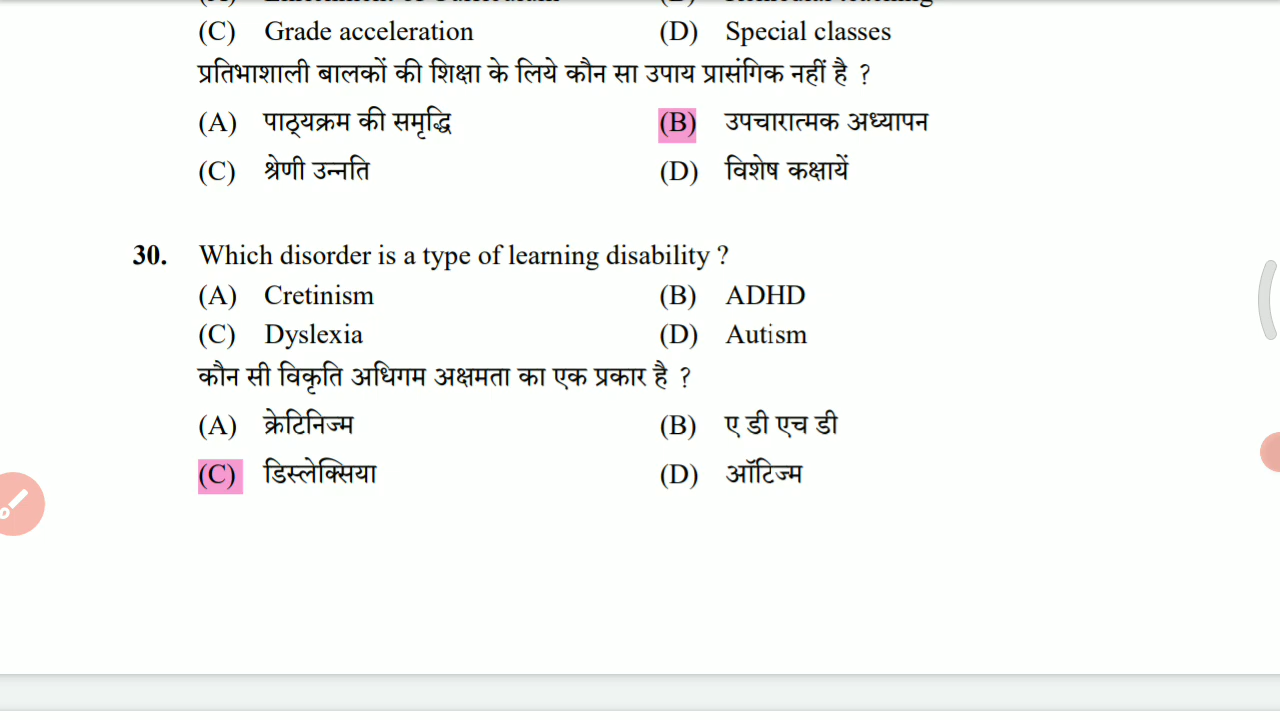 (C) Grade acceleration (D) Special classes
प्रतिभाशाली बालकों की शिक्षा के लिये कौन सा उपाय प्रासंगिक नहीं है ?
(A) पाठ्यक्रम की समृद्धि (B) उपचारात्मक अध्यापन
(C) श्रेणी उन्नति (D) विशेष कक्षायें
30. Which disorder is a type of learning disability ?
(A) Cretinism (B) ADHD
(C) Dyslexia (D) Autism
कौन सी विकृति अधिगम अक्षमता का एक प्रकार है ?
(A) क्रेटिनिज्म (B) ए डी एच डी
(C) डिस्लेक्सिया (D) ऑटिज्म